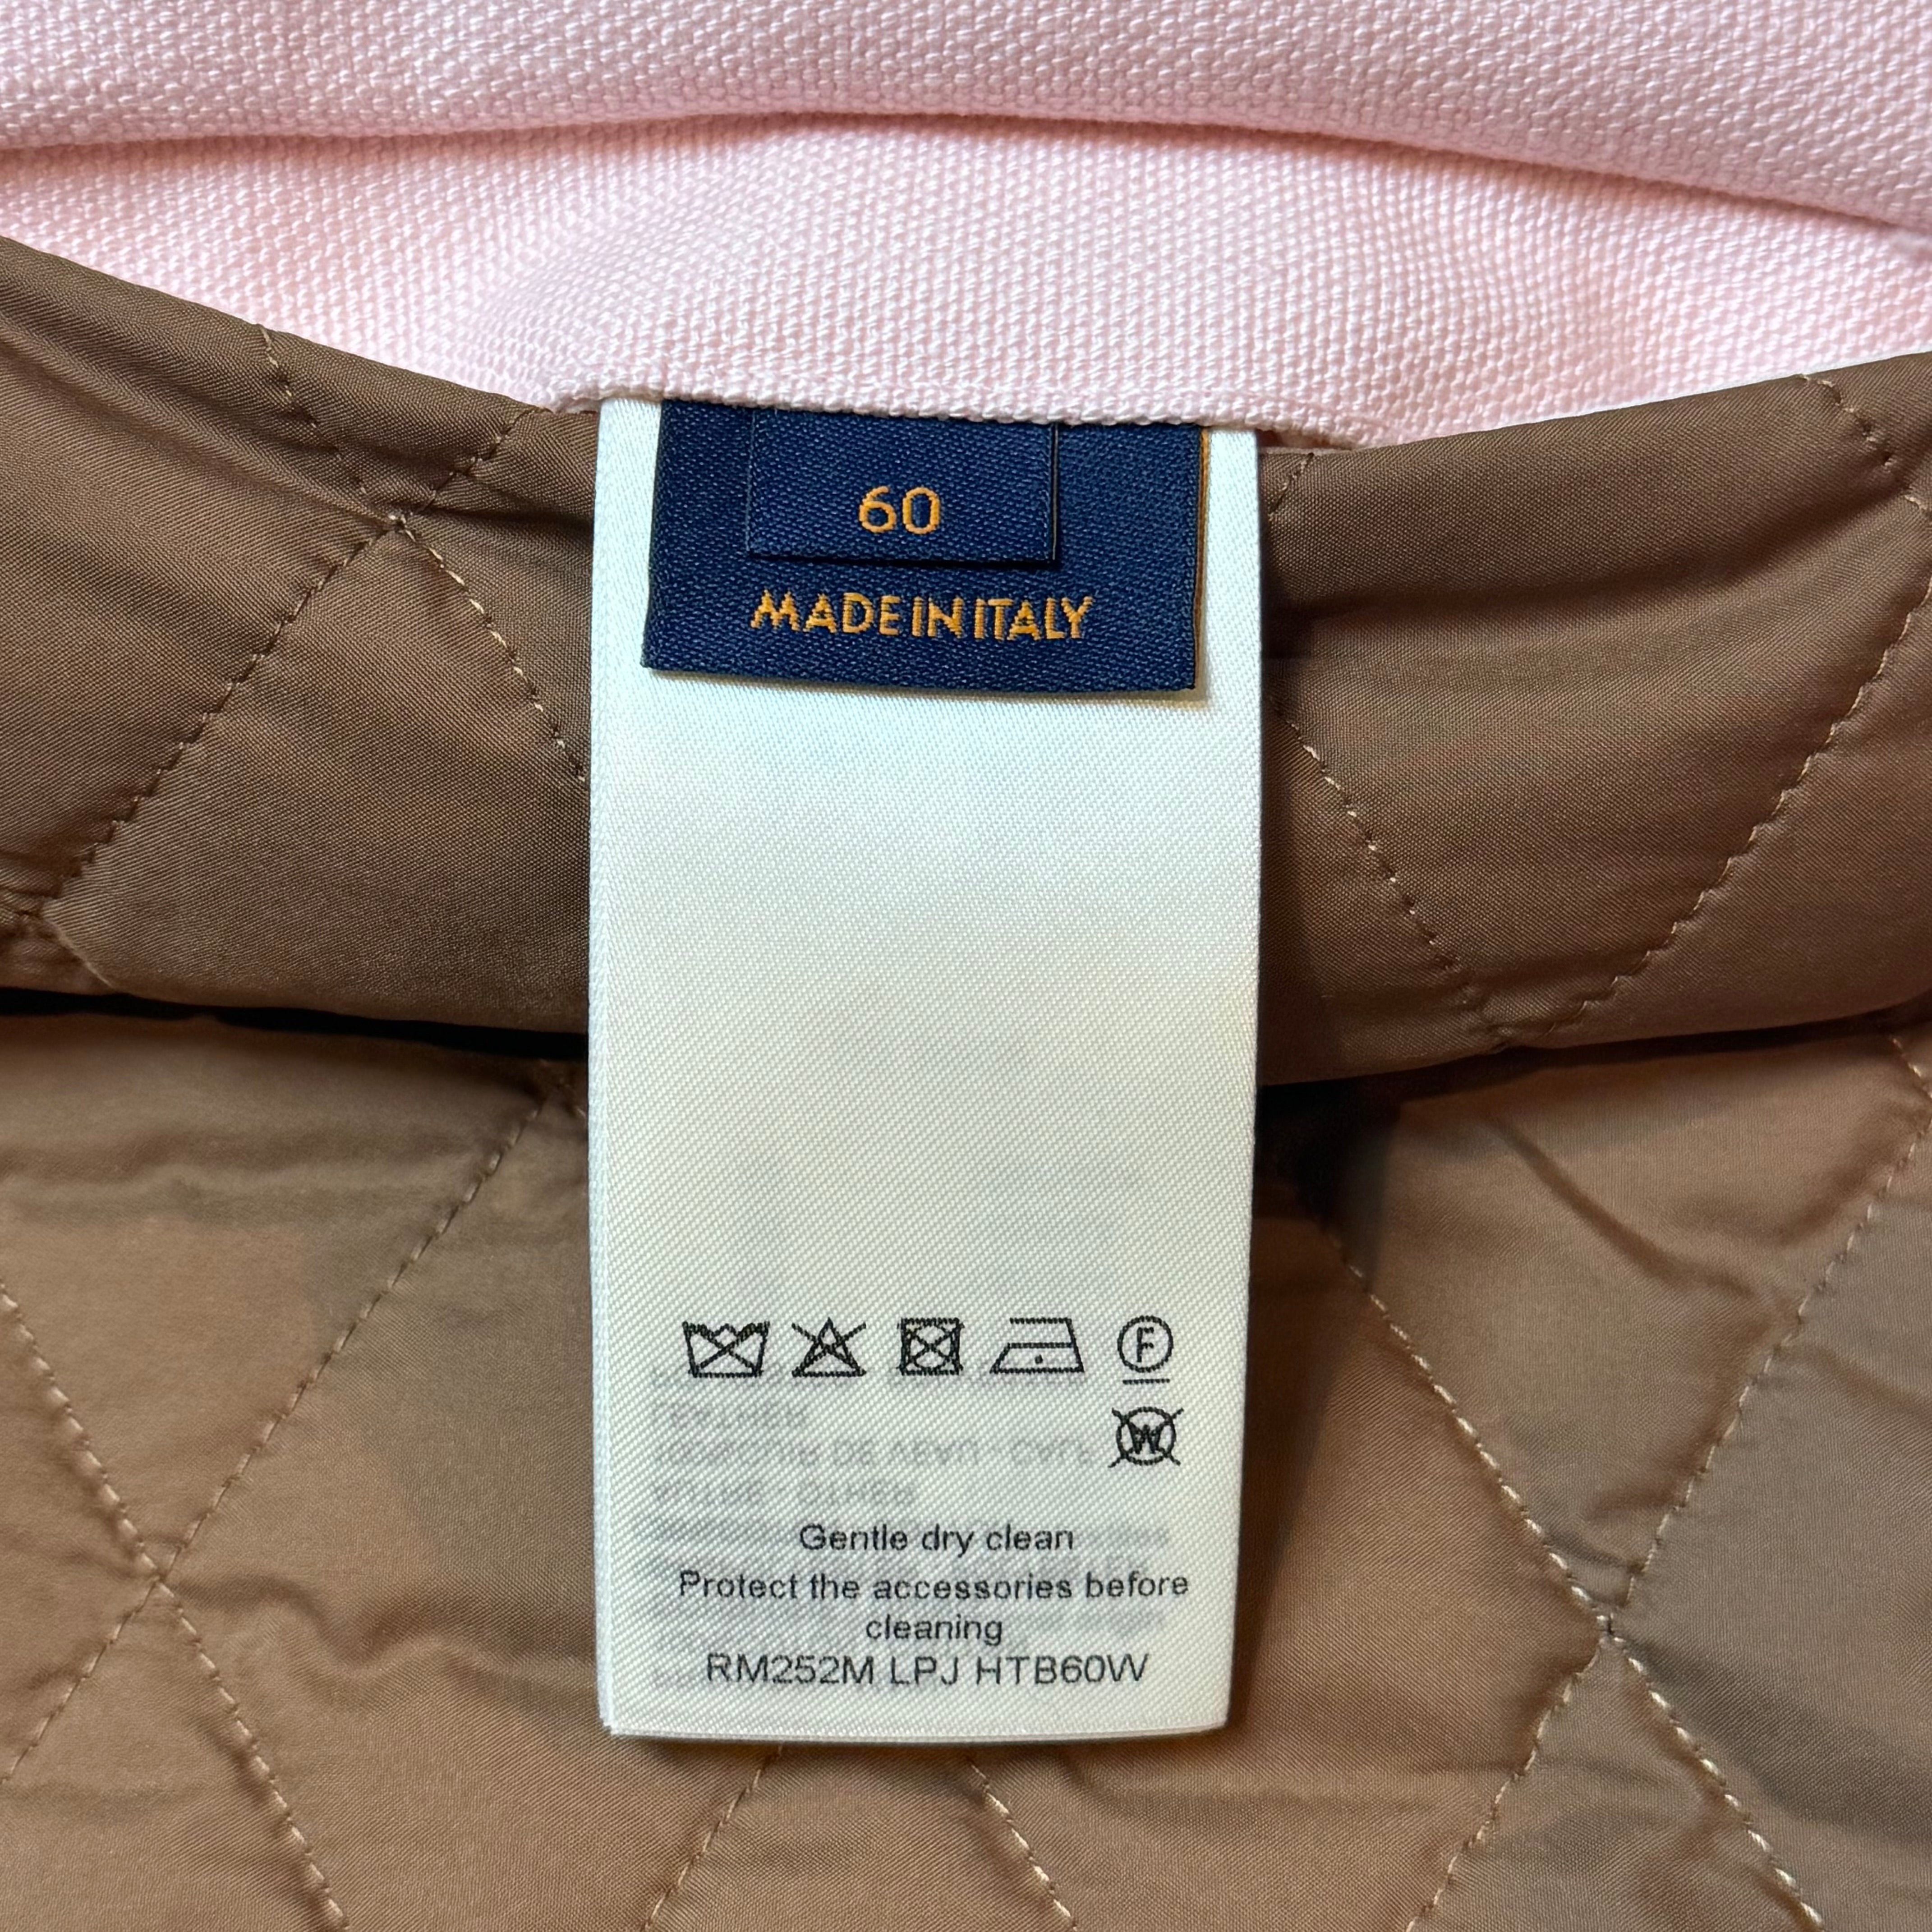 60
MADE IN ITALY
F
W
Gentle dry clean
Protect the accessories before
cleaning
RM252M LPJ HTB60W